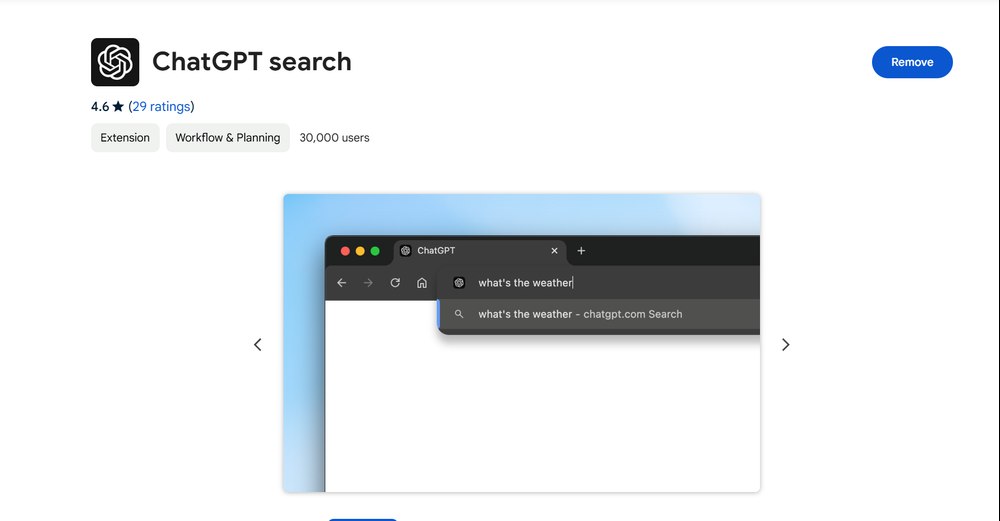 ChatGPT search
Remove
4.6 ★ (29 ratings)
Extension Workflow & Planning 30,000 users
ChatGPT
what's the weather
what's the weather - chatgpt.com Search